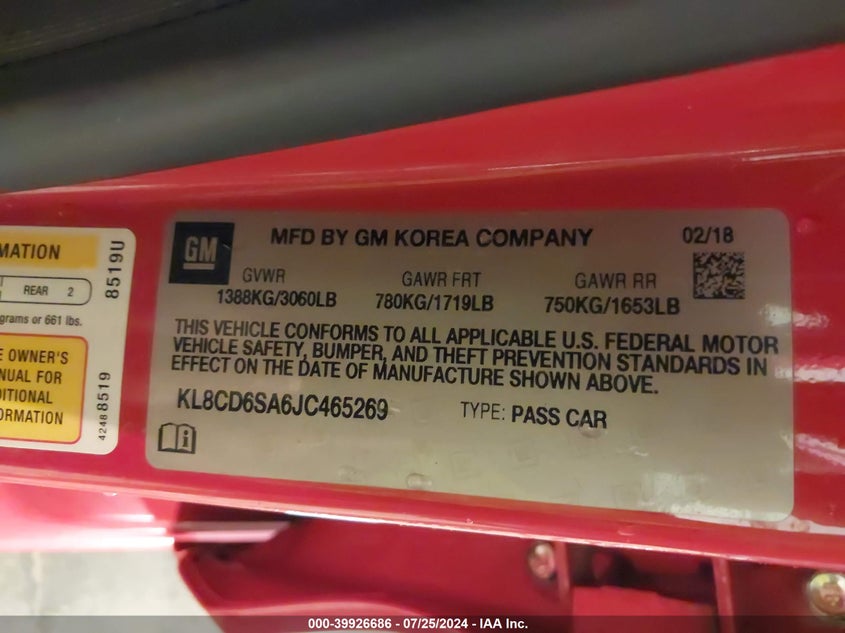 MATION
REAR 2
grams or 661 lbs.
E OWNER'S
NUAL FOR
DITIONAL
FORMATION
8519U
42488519
GM
MFD BY GM KOREA COMPANY 02/18
GVWR GAWR FRT GAWR RR
1388KG/3060LB 780KG/1719LB 750KG/1653LB
THIS VEHICLE CONFORMS TO ALL APPLICABLE U.S. FEDERAL MOTOR
VEHICLE SAFETY, BUMPER, AND THEFT PREVENTION STANDARDS IN
EFFECT ON THE DATE OF MANUFACTURE SHOWN ABOVE.
KL8CD6SA6JC465269 TYPE: PASS CAR
000-39926686 - 07/25/2024 - IAA Inc.